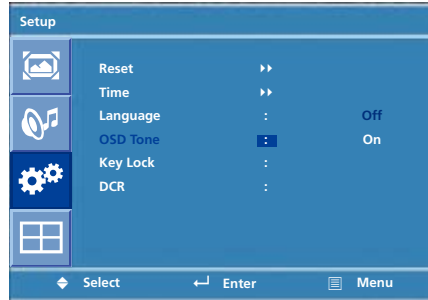 Setup
Reset
Time
Language : Off
OSD Tone : On
Key Lock :
DCR :
Select Enter Menu